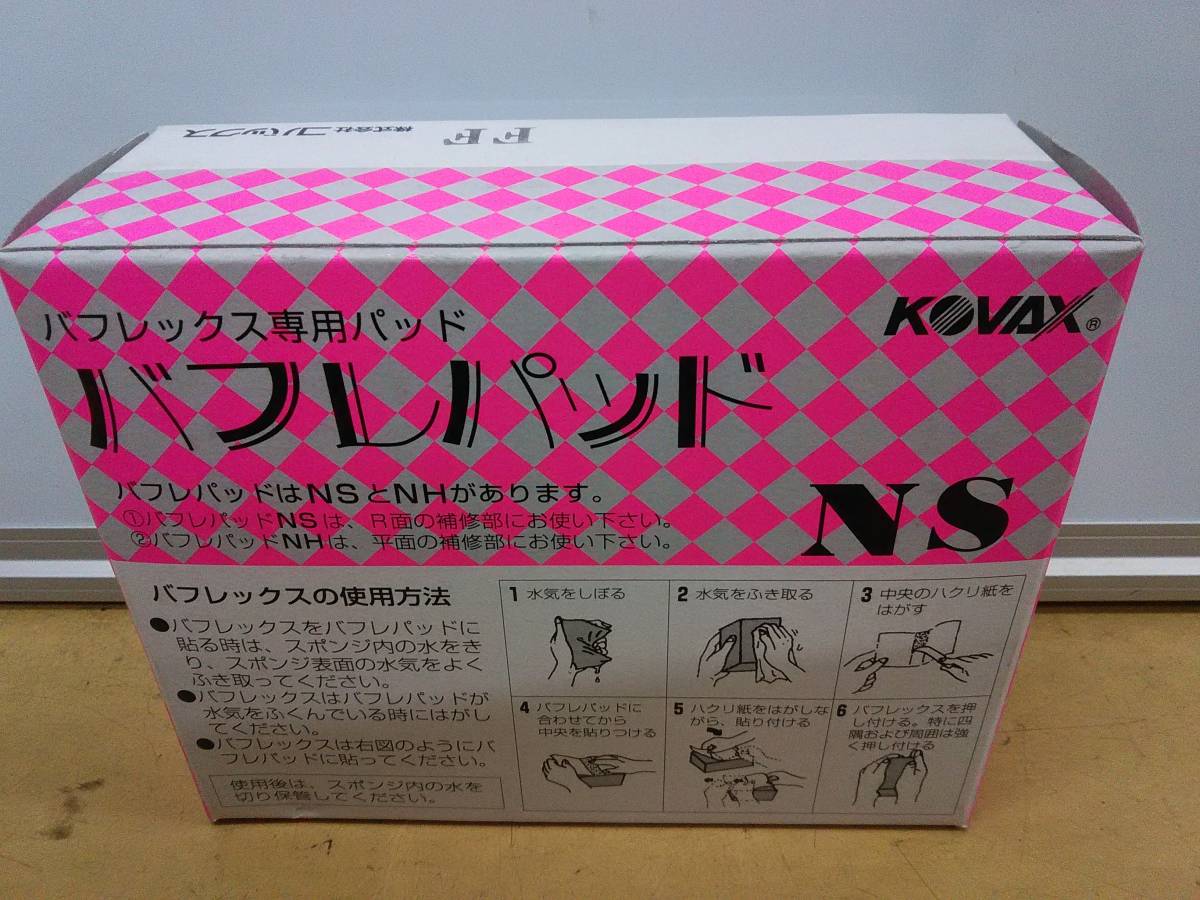 FF 株式会社 コバックス
KOVAX®
バフレックス専用パッド
バフレパッド
バフレパッドはNSとNHがあります。
①バフレパッドNSは、R面の補修部にお使い下さい。
②バフレパッドNHは、平面の補修部にお使い下さい。
NS
バフレックスの使用方法
●バフレックスをバフレパッドに
貼る時は、スポンジ内の水をき
り、スポンジ表面の水気をよく
ふき取ってください。
●バフレックスはバフレパッドが
水気をふくんでいる時にはがし
てください。
●バフレックスは右図のようにバ
フレパッドに貼ってください。
使用後は、スポンジ内の水を
切り保管してください。
1 水気をしぼる
2 水気をふき取る
3 中央のハクリ紙を
はがす
4 バフレパッドに
合わせてから
中央を貼りつける
5 ハクリ紙をはがしな
がら、貼り付ける
6 バフレックスを押
し付ける。特に四
隅および周囲は強
く押し付ける